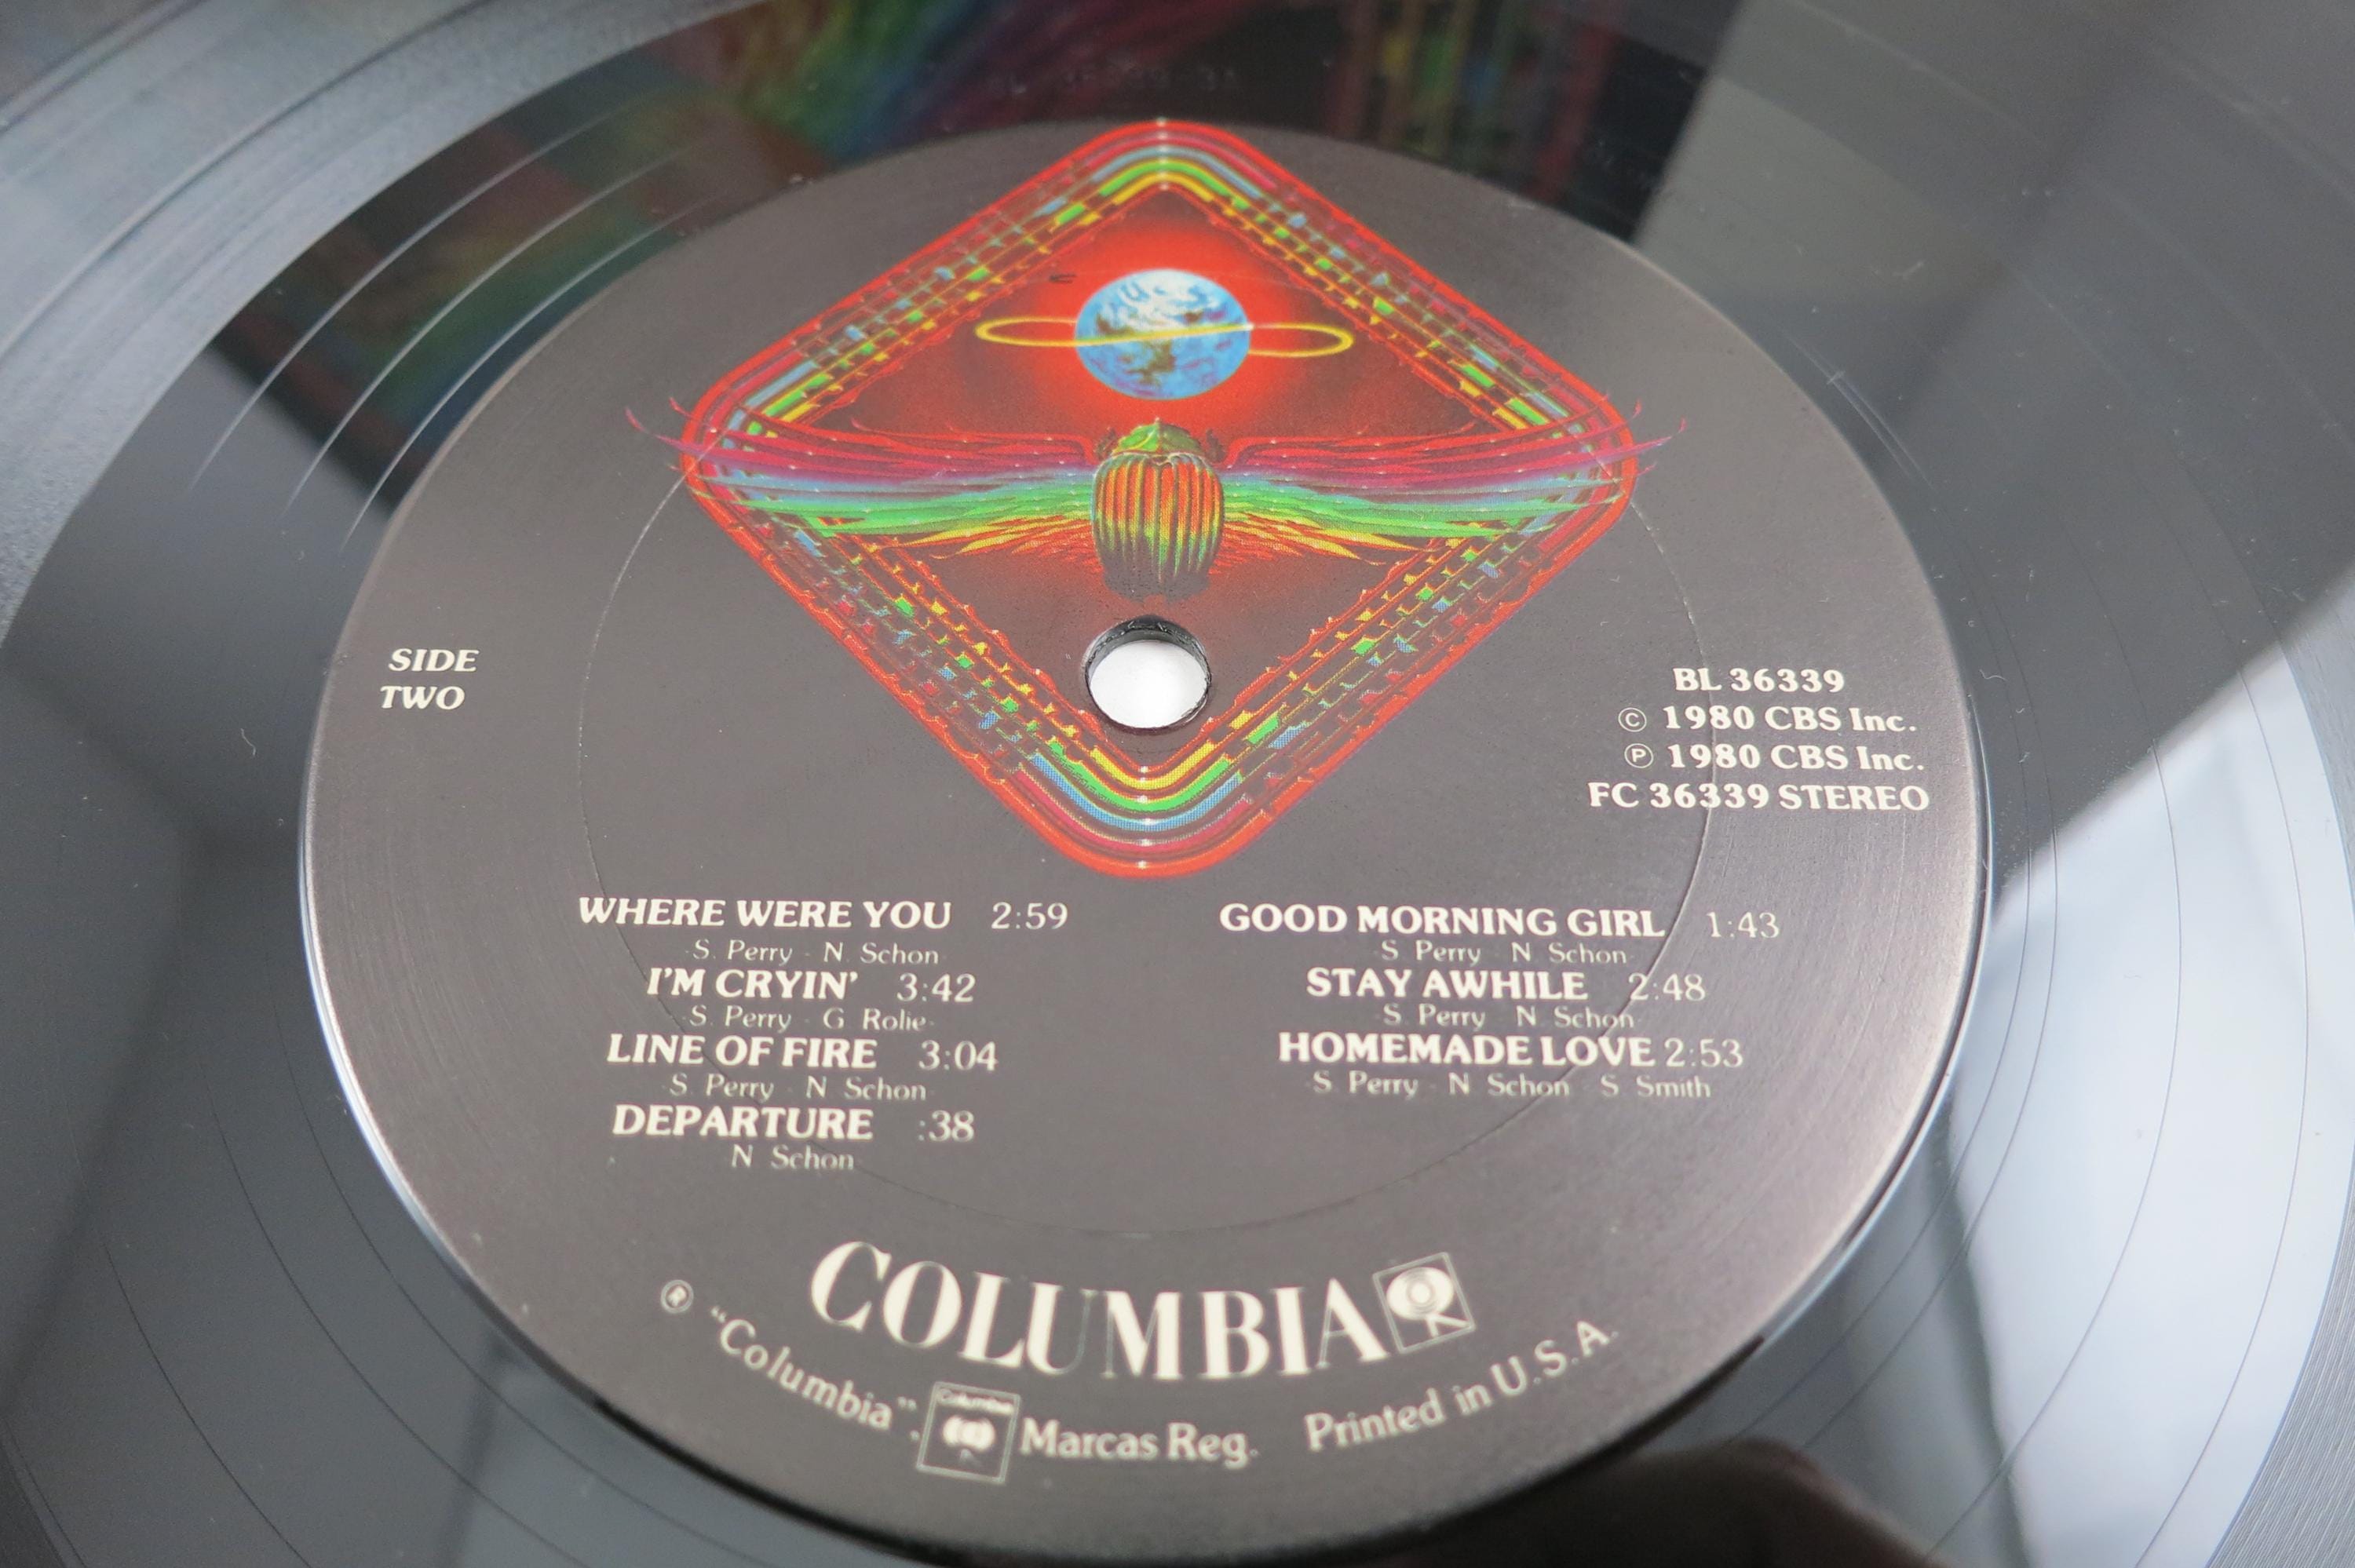 SIDE
TWO
BL 36339
© 1980 CBS Inc.
℗ 1980 CBS Inc.
FC 36339 STEREO
WHERE WERE YOU 2:59
-S. Perry - N. Schon-
I'M CRYIN' 3:42
-S. Perry - G. Rolie-
LINE OF FIRE 3:04
-S. Perry - N. Schon-
DEPARTURE :38
-N. Schon-
GOOD MORNING GIRL 1:43
-S. Perry - N. Schon-
STAY AWHILE 2:48
-S. Perry - N. Schon-
HOMEMADE LOVE 2:53
-S. Perry - N. Schon - S. Smith-
COLUMBIA
® "Columbia", Columbia Marcas Reg. Printed in U.S.A.